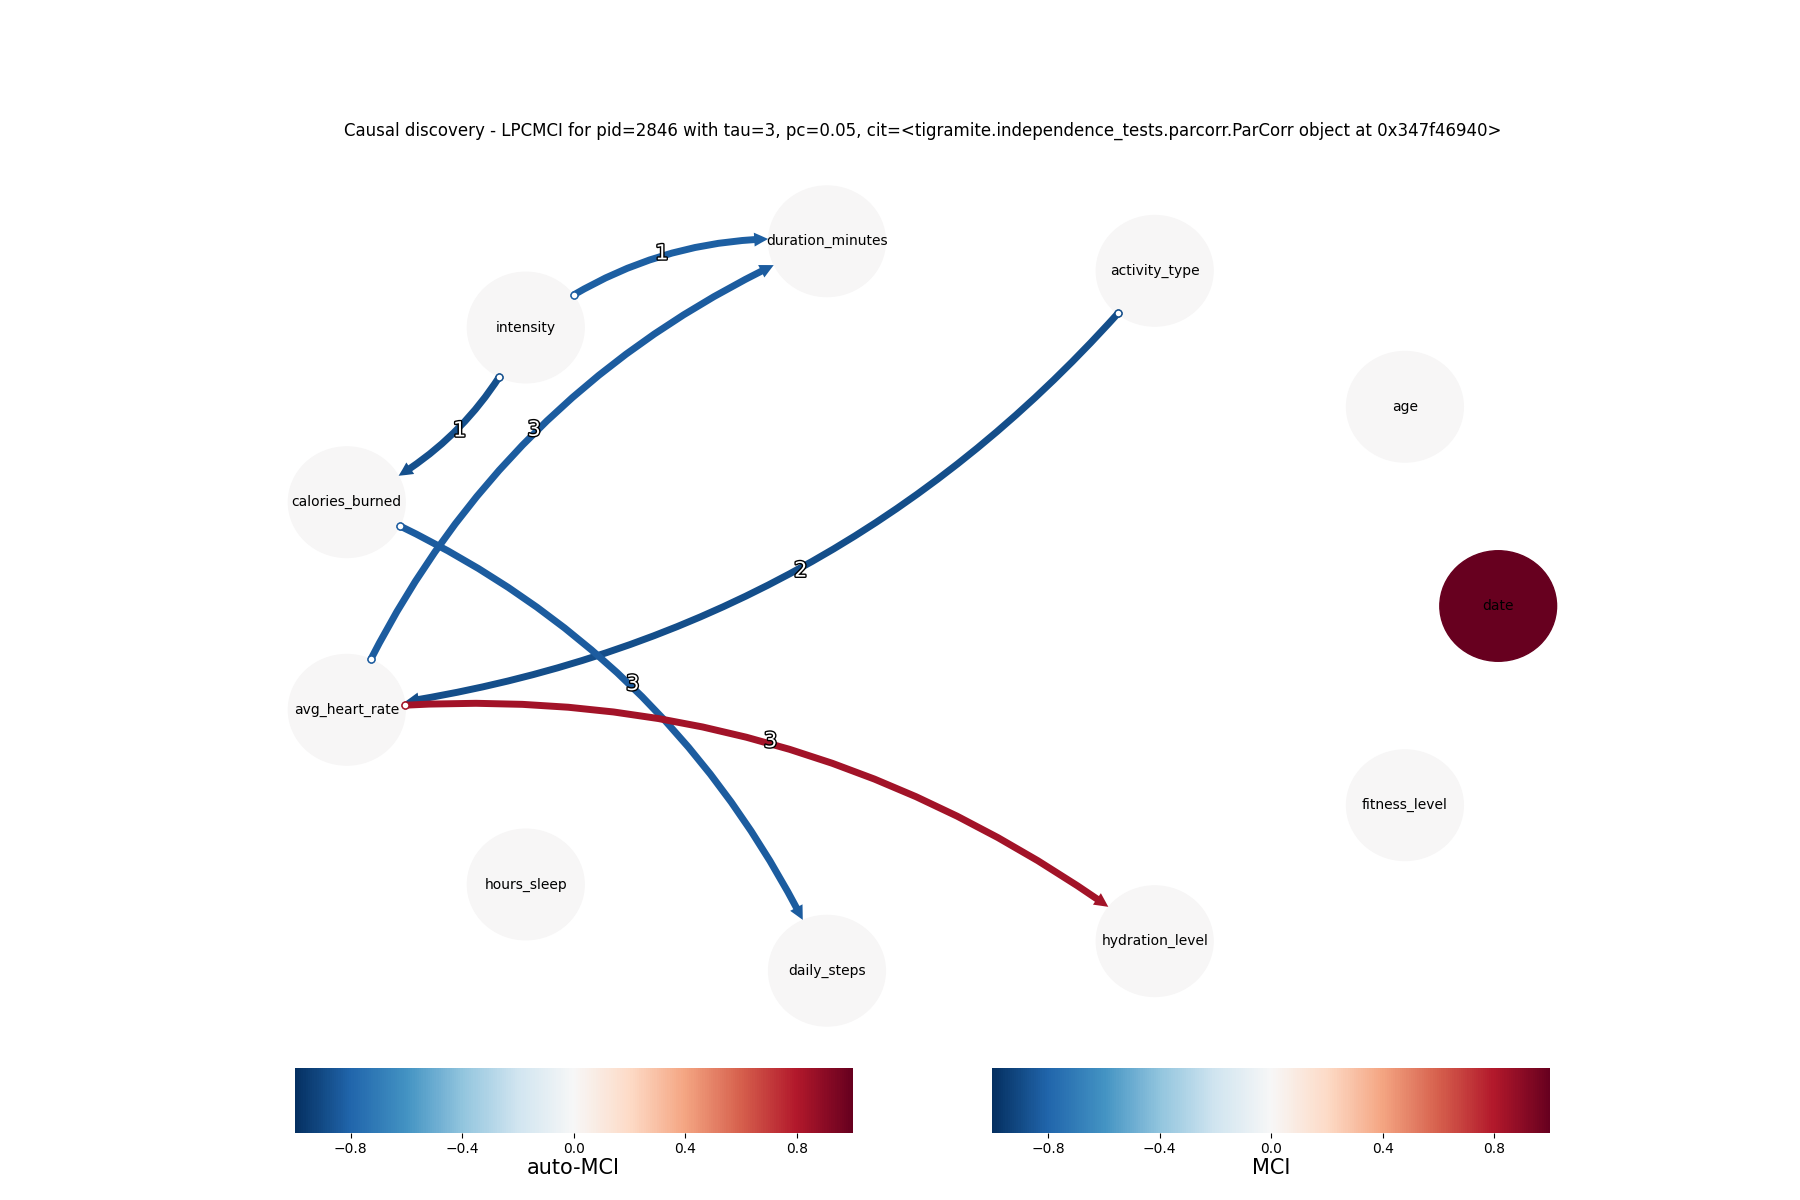 Causal discovery - LPCMCI for pid=2846 with tau=3, pc=0.05, cit=<tigramite.independence_tests.parcorr.ParCorr object at 0x347f46940>
duration_minutes
1
activity_type
intensity
age
1
3
calories_burned
2
date
3
avg_heart_rate
3
fitness_level
hours_sleep
hydration_level
daily_steps
−0.8 −0.4 0.0 0.4 0.8
auto-MCI
−0.8 −0.4 0.0 0.4 0.8
MCI